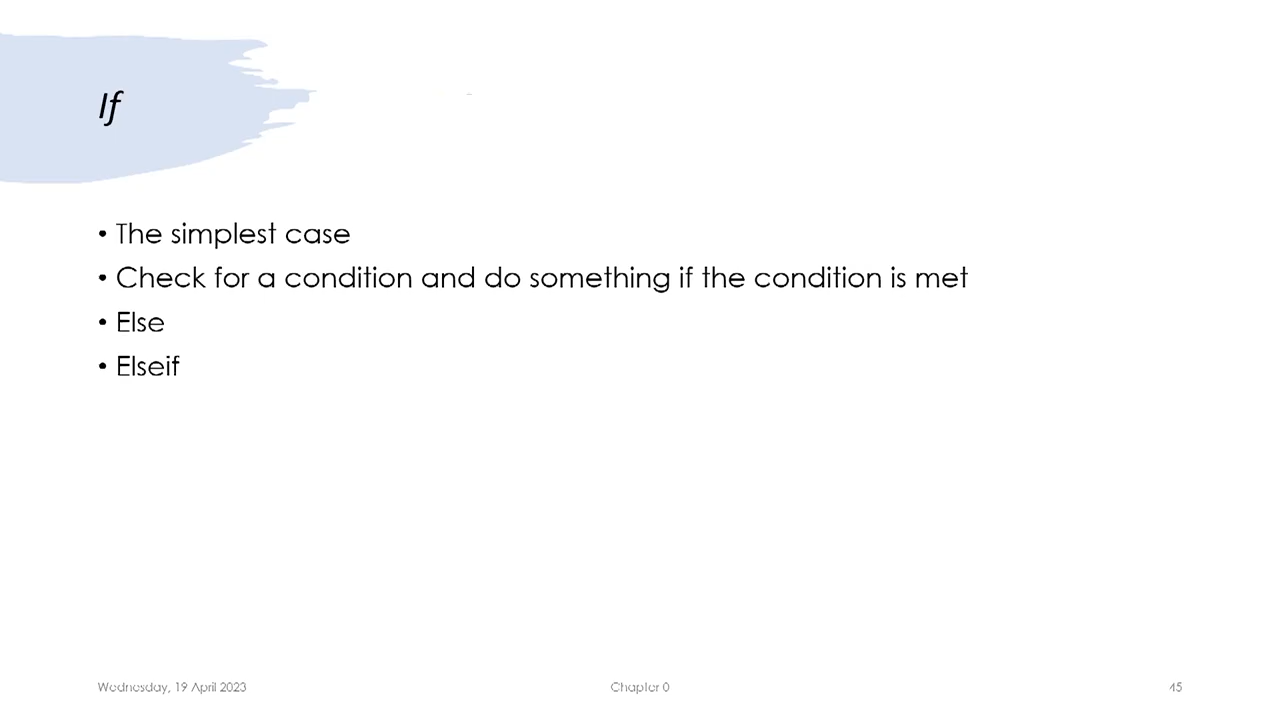 If
• The simplest case
• Check for a condition and do something if the condition is met
• Else
• Elseif
Wednesday, 19 April 2023
Chapter 0
45